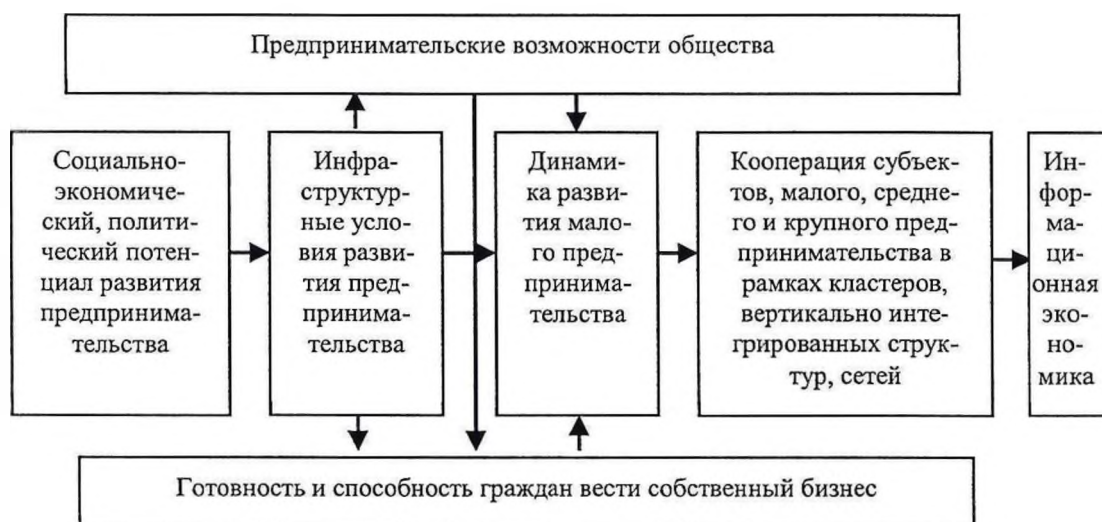 Предпринимательские возможности общества
Социально-
экономиче-
ский, полити-
ческий потен-
циал развития
предпринима-
тельства
Инфра-
структур-
ные усло-
вия разви-
тия пред-
принима-
тельства
Динами-
ка разви-
тия мало-
го пред-
принима-
тельства
Кооперация субъек-
тов, малого, средне-
го и крупного пред-
принимательства в
рамках кластеров,
вертикально инте-
грированных струк-
тур, сетей
Ин-
фор-
ма-
ци-
онная
эко-
но-
мика
Готовность и способность граждан вести собственный бизнес